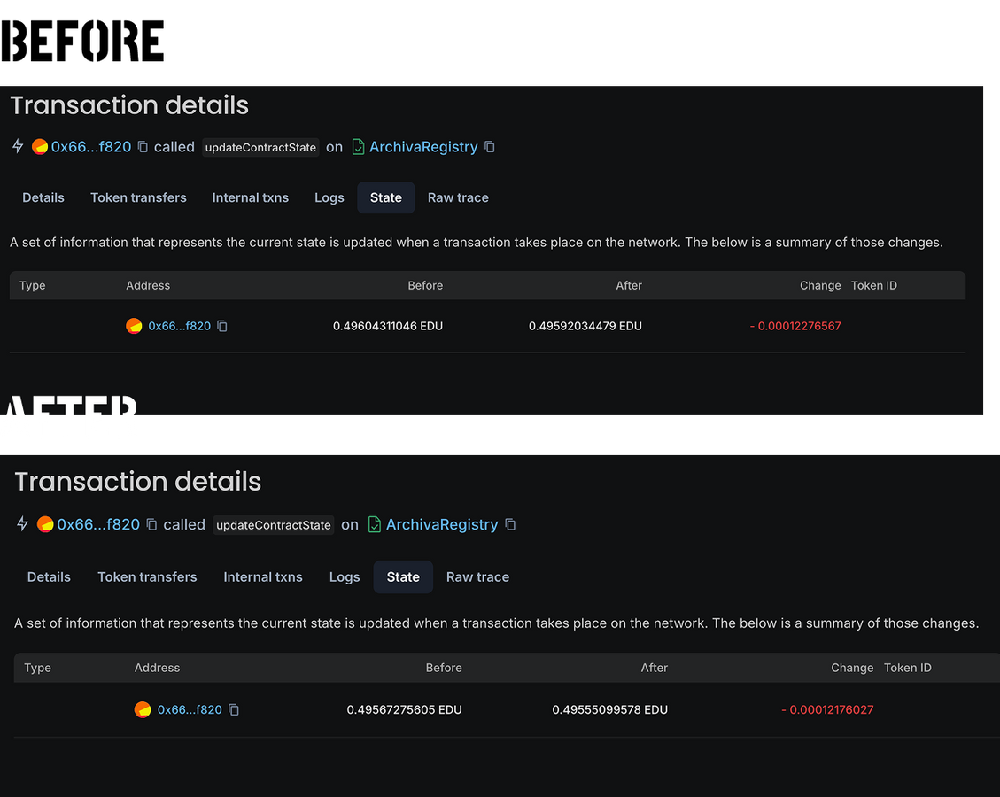 BEFORE
Transaction details
0x66...f820 called updateContractState on ArchivaRegistry
Details Token transfers Internal txns Logs State Raw trace
A set of information that represents the current state is updated when a transaction takes place on the network. The below is a summary of those changes.
Type Address Before After Change Token ID
0x66...f820 0.49604311046 EDU 0.49592034479 EDU - 0.00012276567
AFTER
Transaction details
0x66...f820 called updateContractState on ArchivaRegistry
Details Token transfers Internal txns Logs State Raw trace
A set of information that represents the current state is updated when a transaction takes place on the network. The below is a summary of those changes.
Type Address Before After Change Token ID
0x66...f820 0.49567275605 EDU 0.49555099578 EDU - 0.00012176027